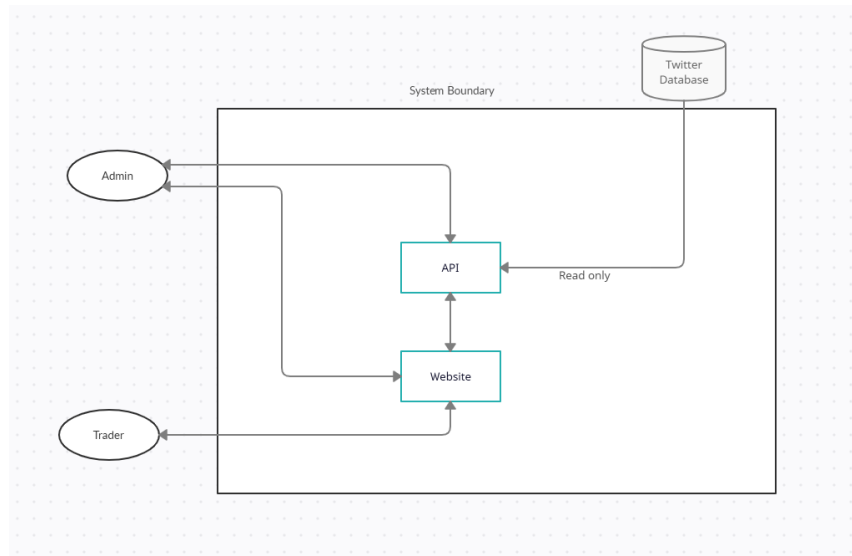 Twitter
Database
System Boundary
Admin
API
Read only
Website
Trader